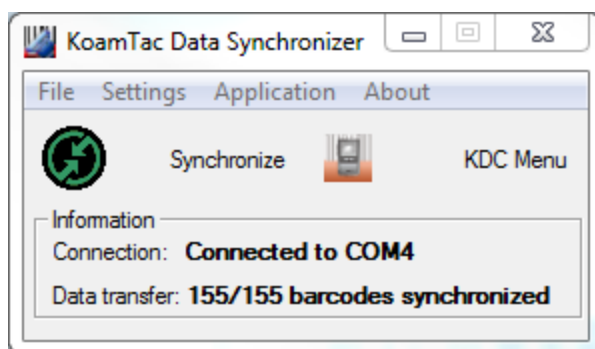 KoamTac Data Synchronizer
File Settings Application About
Synchronize KDC Menu
Information
Connection: Connected to COM4
Data transfer: 155/155 barcodes synchronized